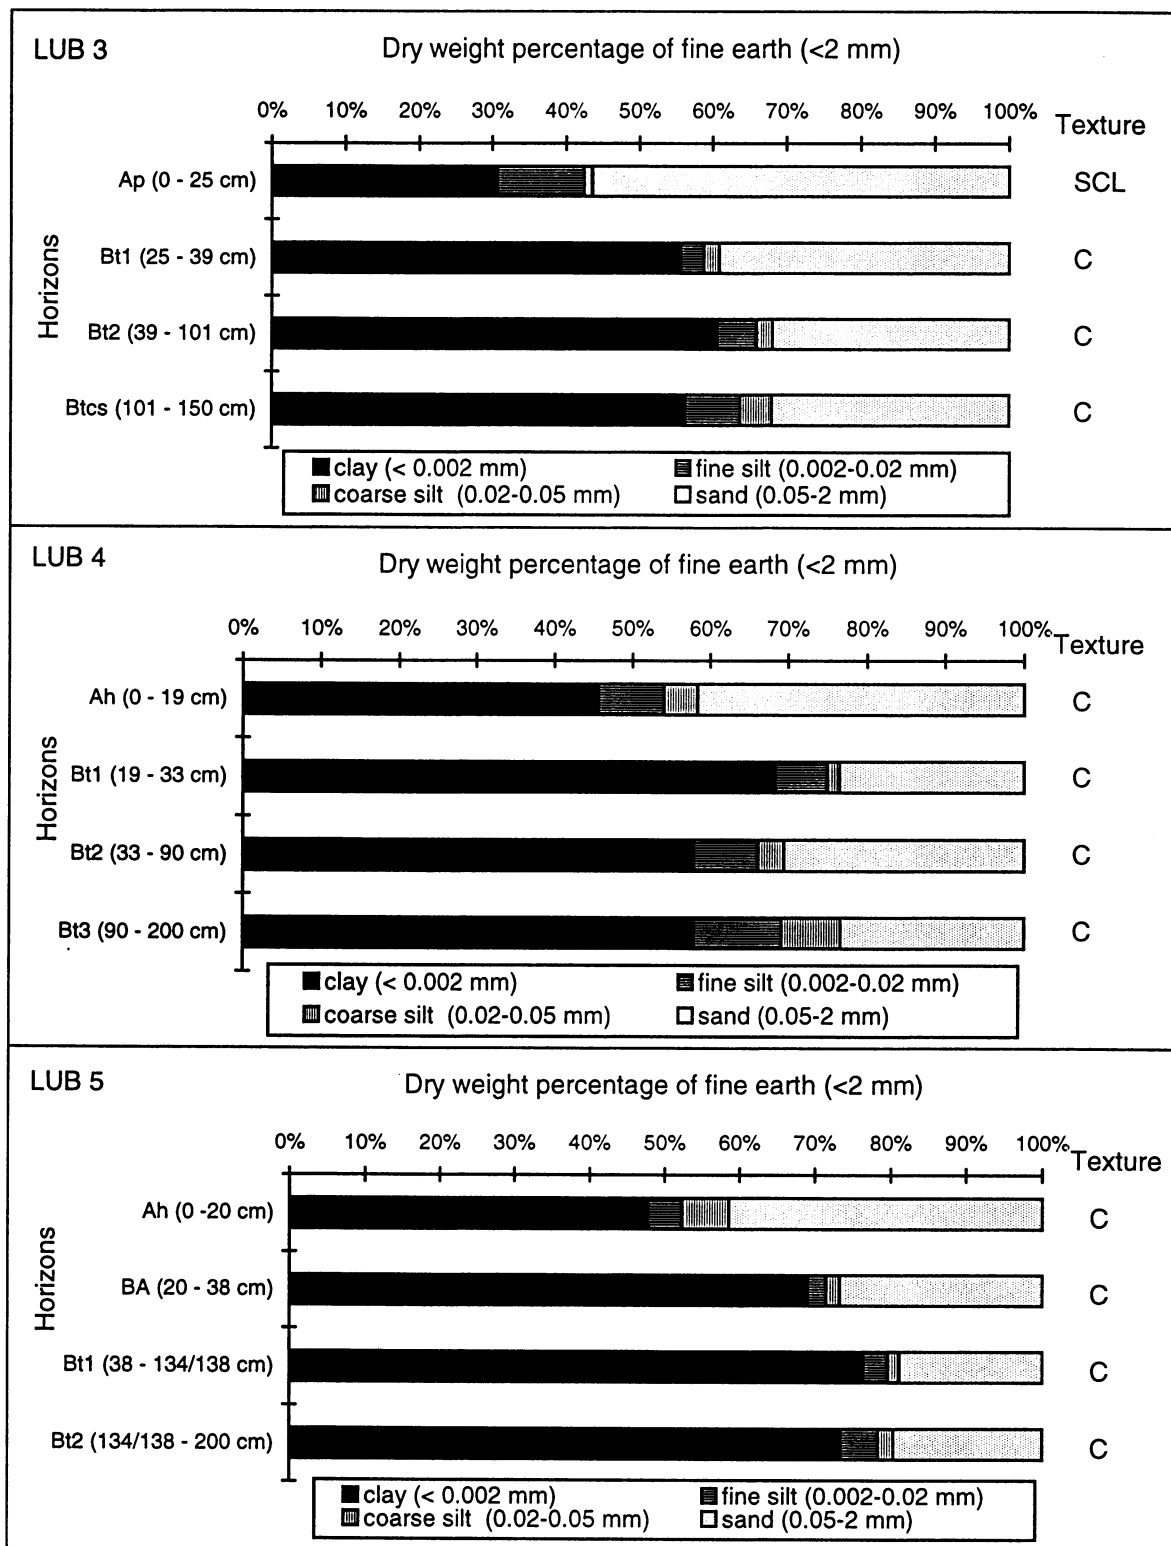 LUB 3 Dry weight percentage of fine earth (<2 mm)
0% 10% 20% 30% 40% 50% 60% 70% 80% 90% 100% Texture
Ap (0 - 25 cm) SCL
Bt1 (25 - 39 cm) C
Bt2 (39 - 101 cm) C
Btcs (101 - 150 cm) C
Horizons
clay (< 0.002 mm) fine silt (0.002-0.02 mm)
coarse silt (0.02-0.05 mm) sand (0.05-2 mm)
LUB 4 Dry weight percentage of fine earth (<2 mm)
0% 10% 20% 30% 40% 50% 60% 70% 80% 90% 100% Texture
Ah (0 - 19 cm) C
Bt1 (19 - 33 cm) C
Bt2 (33 - 90 cm) C
Bt3 (90 - 200 cm) C
Horizons
clay (< 0.002 mm) fine silt (0.002-0.02 mm)
coarse silt (0.02-0.05 mm) sand (0.05-2 mm)
LUB 5 Dry weight percentage of fine earth (<2 mm)
0% 10% 20% 30% 40% 50% 60% 70% 80% 90% 100% Texture
Ah (0 -20 cm) C
BA (20 - 38 cm) C
Bt1 (38 - 134/138 cm) C
Bt2 (134/138 - 200 cm) C
Horizons
clay (< 0.002 mm) fine silt (0.002-0.02 mm)
coarse silt (0.02-0.05 mm) sand (0.05-2 mm)